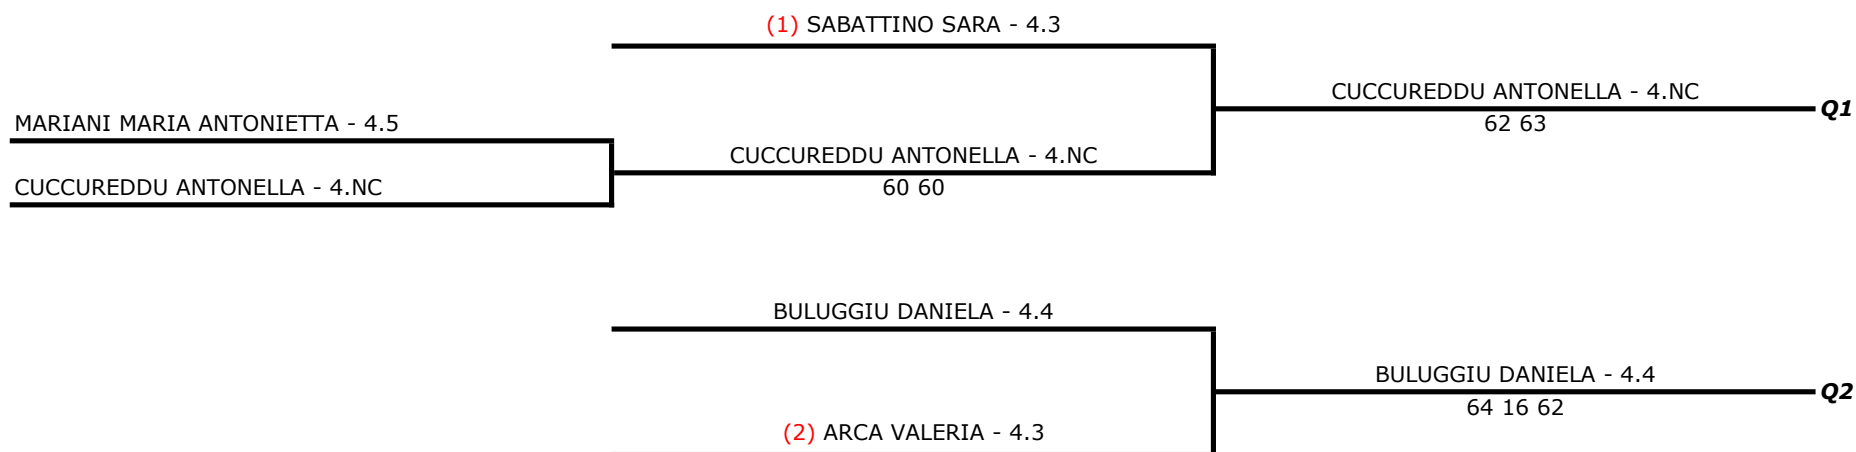 (1) SABATTINO SARA - 4.3
CUCCUREDDU ANTONELLA - 4.NC
Q1
62 63
MARIANI MARIA ANTONIETTA - 4.5
CUCCUREDDU ANTONELLA - 4.NC
60 60
CUCCUREDDU ANTONELLA - 4.NC
BULUGGIU DANIELA - 4.4
BULUGGIU DANIELA - 4.4
Q2
64 16 62
(2) ARCA VALERIA - 4.3